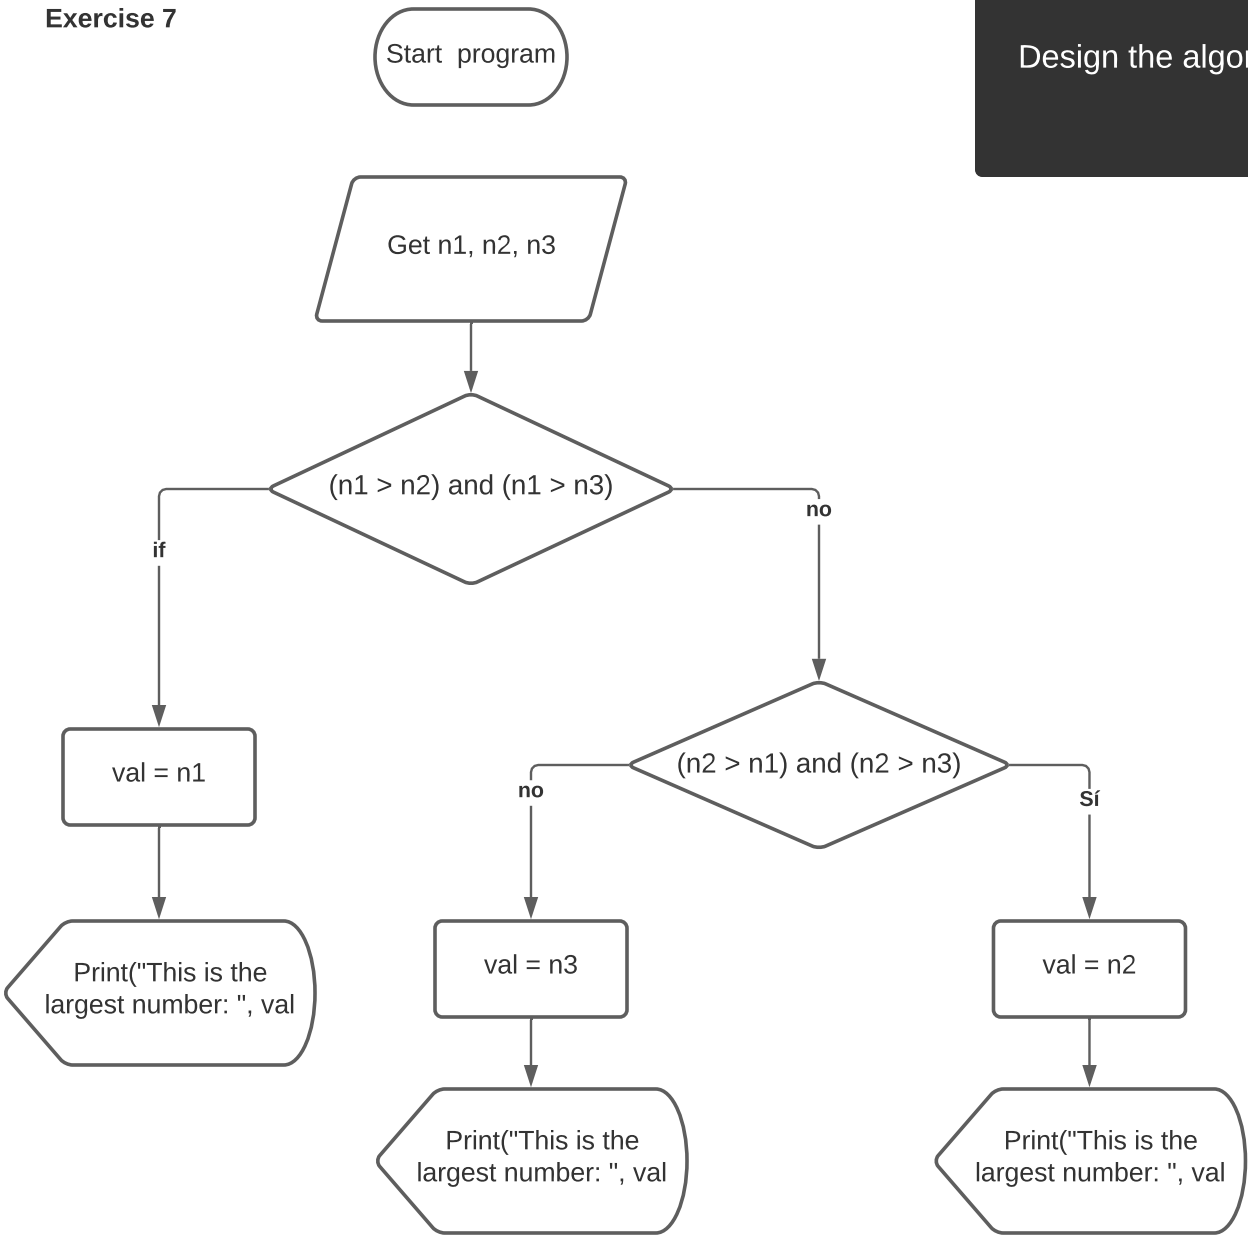 Exercise 7
Start program
Design the algor
Get n1, n2, n3
(n1 > n2) and (n1 > n3)
no
if
(n2 > n1) and (n2 > n3)
val = n1
no
Sí
val = n3
val = n2
Print("This is the
largest number: ", val
Print("This is the
largest number: ", val
Print("This is the
largest number: ", val